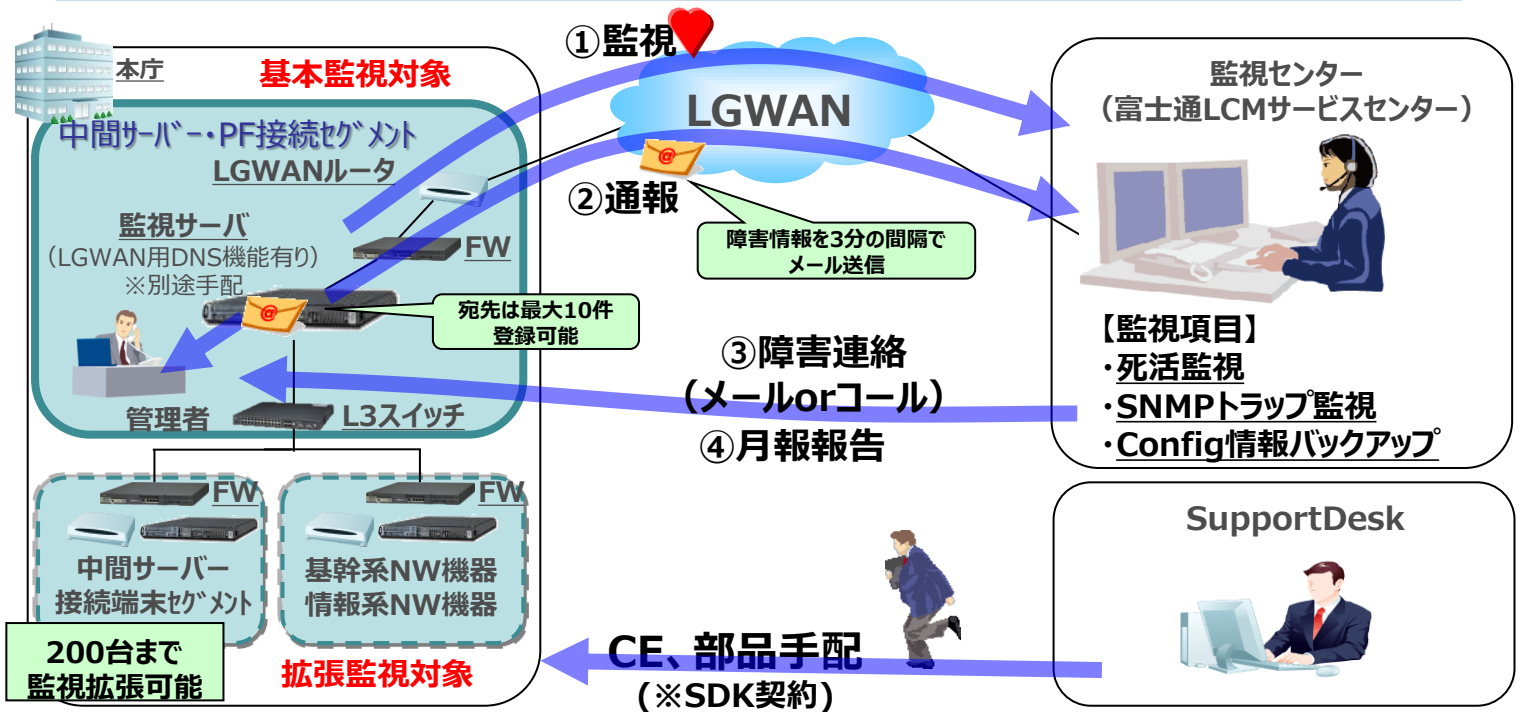 本庁
基本監視対象
中間サーバー・PF接続セグメント
LGWANルータ
監視サーバ
(LGWAN用DNS機能有り)
※別途手配
FW
宛先は最大10件
登録可能
管理者
L3スイッチ
FW
中間サーバー
接続端末セグメント
FW
基幹系NW機器
情報系NW機器
200台まで
監視拡張可能
拡張監視対象
①監視
LGWAN
②通報
障害情報を3分の間隔で
メール送信
③障害連絡
(メールorコール)
④月報報告
CE、部品手配
(※SDK契約)
監視センター
(富士通LCMサービスセンター)
【監視項目】
・死活監視
・SNMPトラップ監視
・Config情報バックアップ
SupportDesk
@
@